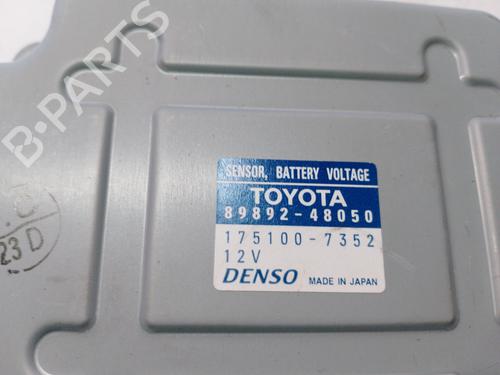 B-PARTS
SENSOR, BATTERY VOLTAGE
TOYOTA
89892-48050
175100-7352
12V
DENSO MADE IN JAPAN
23 D